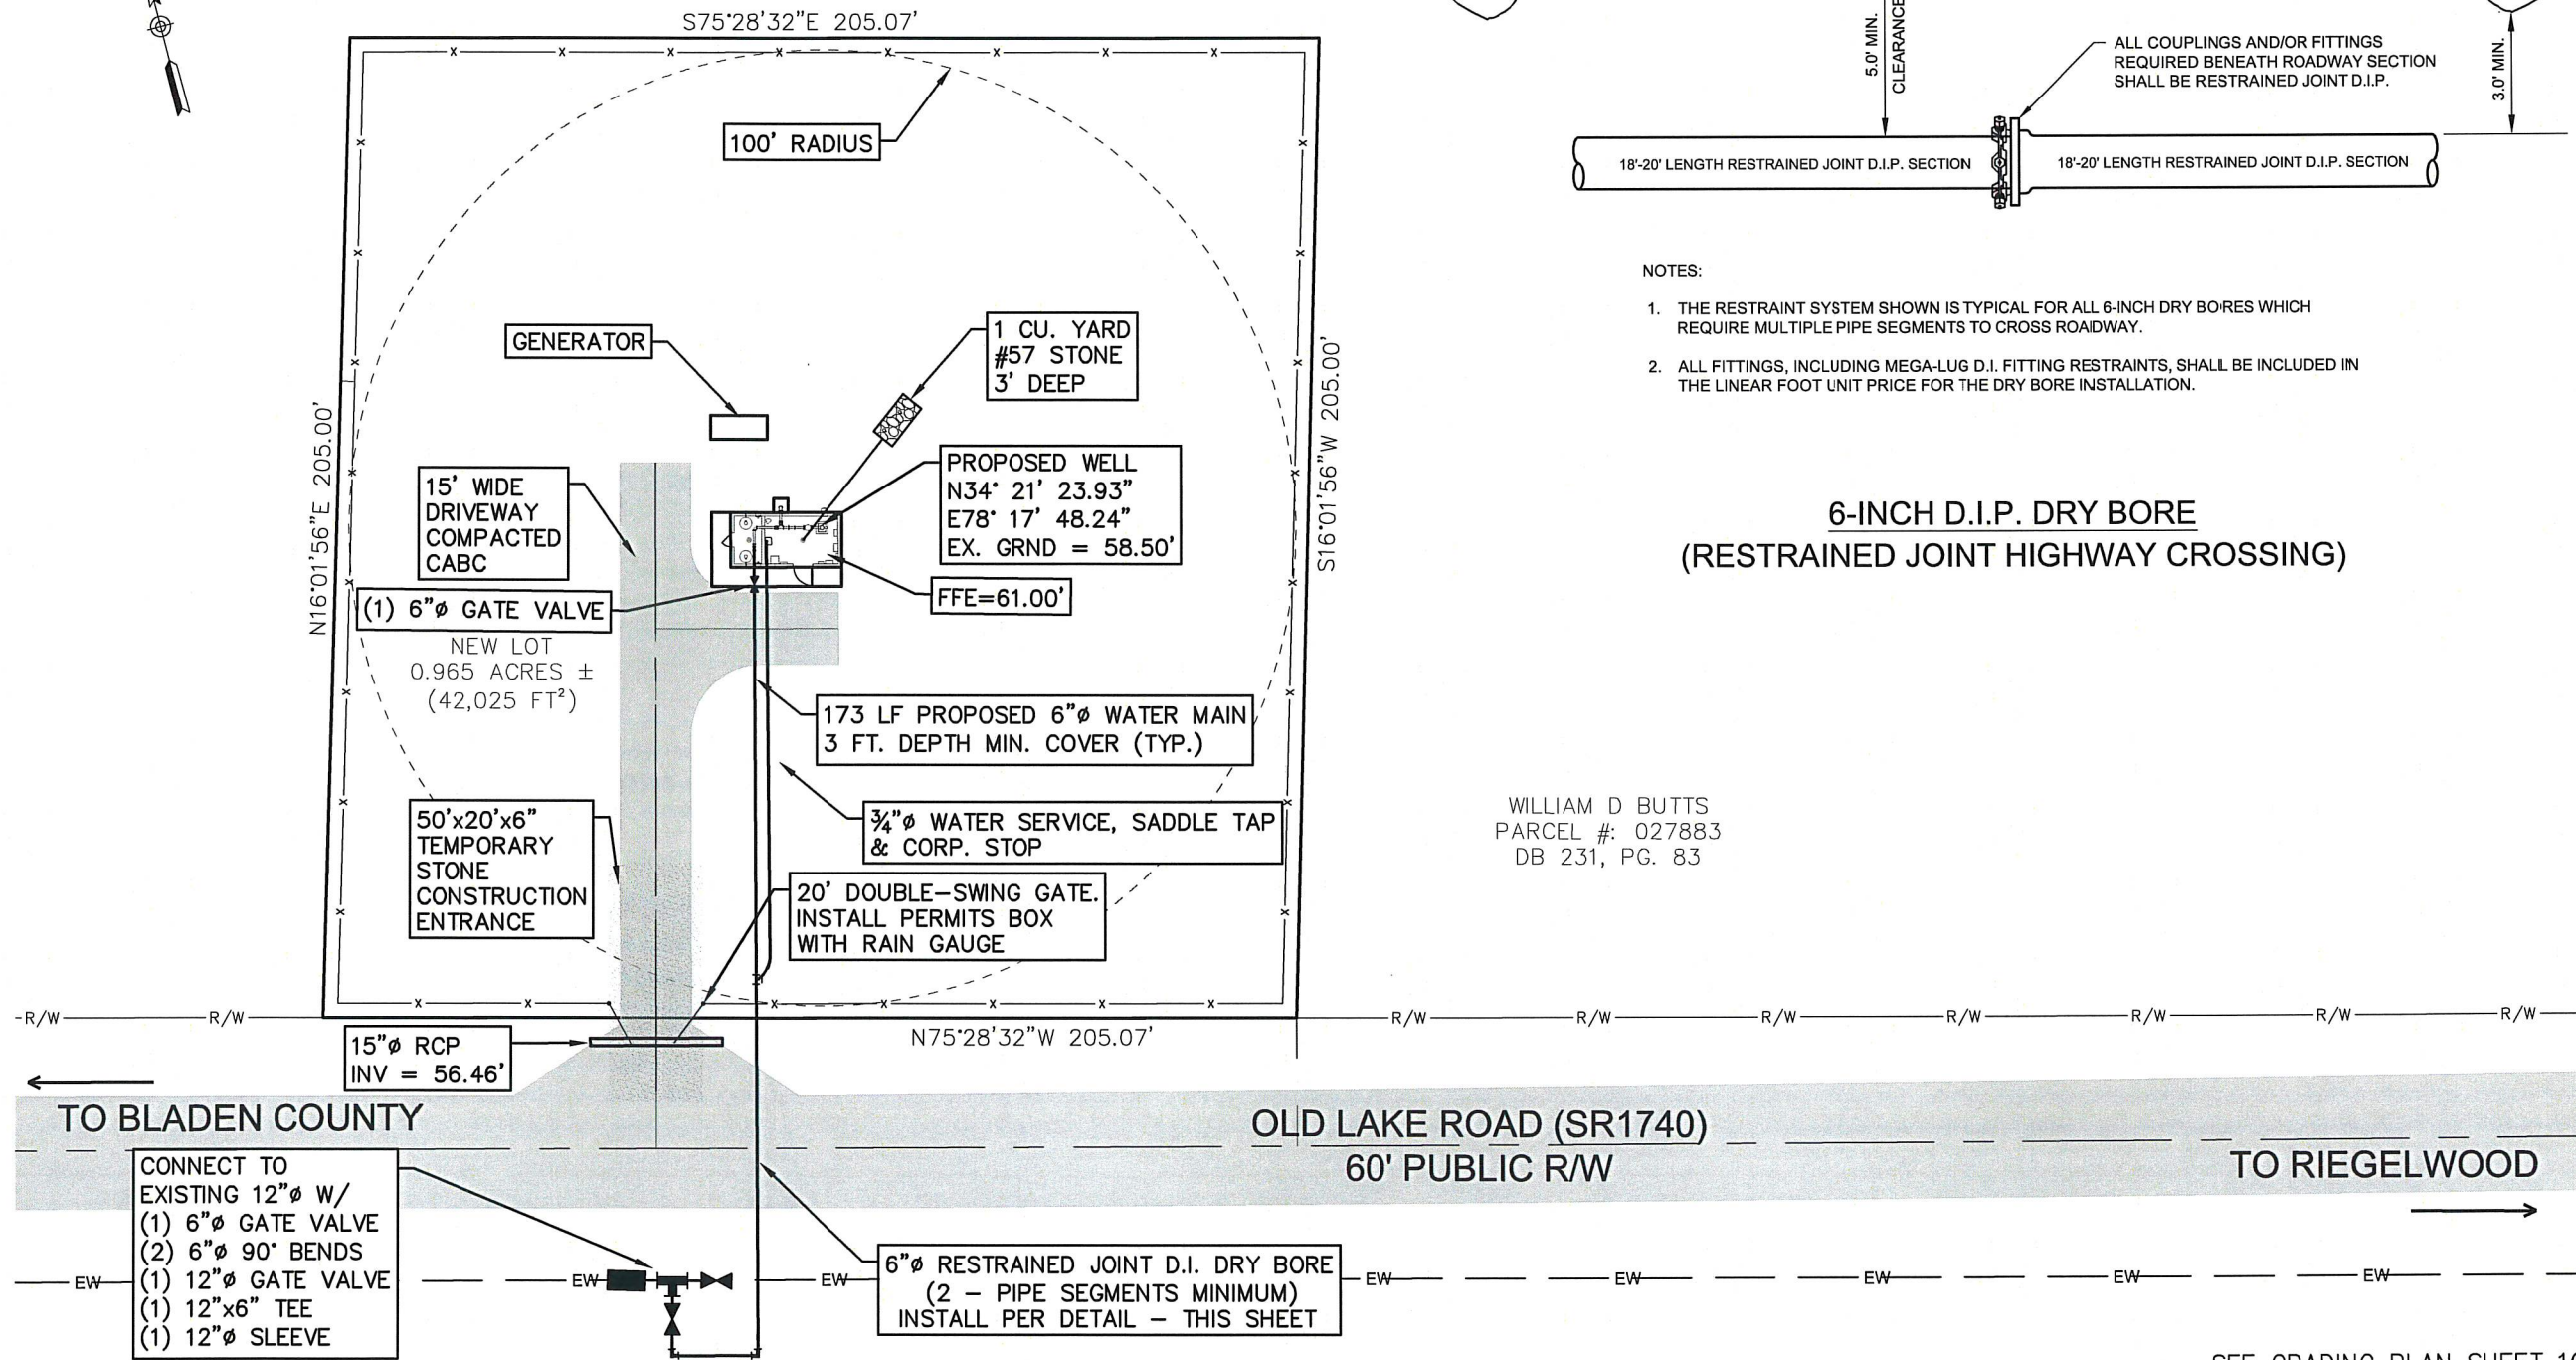 S75°28'32"E 205.07'
100' RADIUS
GENERATOR
1 CU. YARD
#57 STONE
3' DEEP
15' WIDE
DRIVEWAY
COMPACTED
CABC
PROPOSED WELL
N34° 21' 23.93"
E78° 17' 48.24"
EX. GRND = 58.50'
FFE=61.00'
(1) 6"ø GATE VALVE
N16°01'56"E 205.00'
S16°01'56"W 205.00'
NEW LOT
0.965 ACRES ±
(42,025 FT²)
173 LF PROPOSED 6"ø WATER MAIN
3 FT. DEPTH MIN. COVER (TYP.)
50'x20'x6"
TEMPORARY
STONE
CONSTRUCTION
ENTRANCE
¾"ø WATER SERVICE, SADDLE TAP
& CORP. STOP
20' DOUBLE-SWING GATE.
INSTALL PERMITS BOX
WITH RAIN GAUGE
5.0' MIN.
CLEARANCE
ALL COUPLINGS AND/OR FITTINGS
REQUIRED BENEATH ROADWAY SECTION
SHALL BE RESTRAINED JOINT D.I.P.
3.0' MIN.
18'-20' LENGTH RESTRAINED JOINT D.I.P. SECTION
18'-20' LENGTH RESTRAINED JOINT D.I.P. SECTION
NOTES:
1. THE RESTRAINT SYSTEM SHOWN IS TYPICAL FOR ALL 6-INCH DRY BORES WHICH
REQUIRE MULTIPLE PIPE SEGMENTS TO CROSS ROADWAY.
2. ALL FITTINGS, INCLUDING MEGA-LUG D.I. FITTING RESTRAINTS, SHALL BE INCLUDED IN
THE LINEAR FOOT UNIT PRICE FOR THE DRY BORE INSTALLATION.
6-INCH D.I.P. DRY BORE
(RESTRAINED JOINT HIGHWAY CROSSING)
WILLIAM D BUTTS
PARCEL #: 027883
DB 231, PG. 83
R/W R/W R/W R/W R/W R/W R/W R/W R/W
N75°28'32"W 205.07'
15"ø RCP
INV = 56.46'
TO BLADEN COUNTY
OLD LAKE ROAD (SR1740)
60' PUBLIC R/W
TO RIEGELWOOD
CONNECT TO
EXISTING 12"ø W/
(1) 6"ø GATE VALVE
(2) 6"ø 90° BENDS
(1) 12"ø GATE VALVE
(1) 12"x6" TEE
(1) 12"ø SLEEVE
EW EW EW EW EW EW EW EW
6"ø RESTRAINED JOINT D.I. DRY BORE
(2 - PIPE SEGMENTS MINIMUM)
INSTALL PER DETAIL - THIS SHEET
SEE GRADING PLAN SHEET